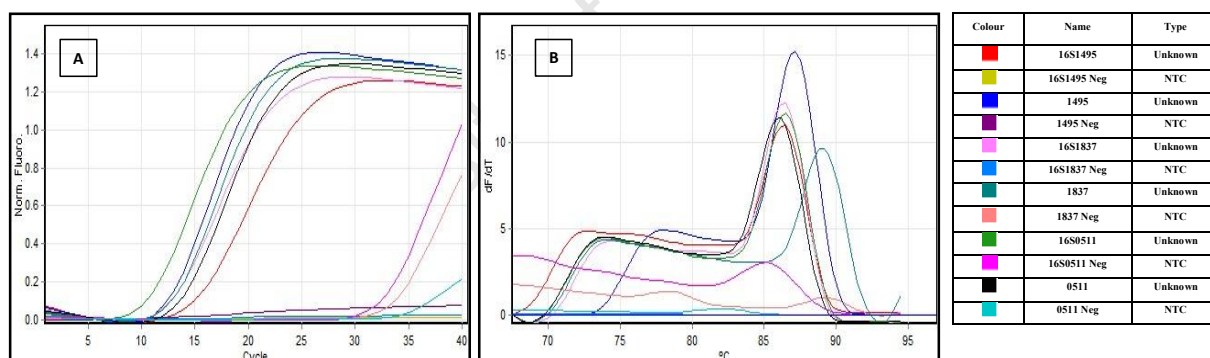 A
Norm. Fluoro.
1.4
1.2
1.0
0.8
0.6
0.4
0.2
0.0
5
10
15
20
25
30
35
40
Cycle
B
dF/dT
15
10
5
0
70
75
80
85
90
95
ºC
Colour Name Type
16S1495 Unknown
16S1495 Neg NTC
1495 Unknown
1495 Neg NTC
16S1837 Unknown
16S1837 Neg NTC
1837 Unknown
1837 Neg NTC
16S0511 Unknown
16S0511 Neg NTC
0511 Unknown
0511 Neg NTC